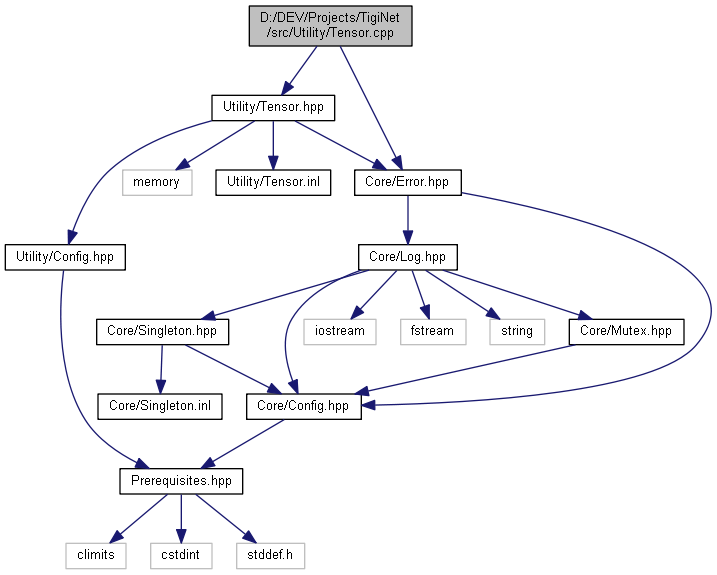 D:/DEV/Projects/TigiNet
/src/Utility/Tensor.cpp
Utility/Tensor.hpp
memory
Utility/Tensor.inl
Core/Error.hpp
Utility/Config.hpp
Core/Log.hpp
Core/Singleton.hpp
iostream
fstream
string
Core/Mutex.hpp
Core/Singleton.inl
Core/Config.hpp
Prerequisites.hpp
climits
cstdint
stddef.h